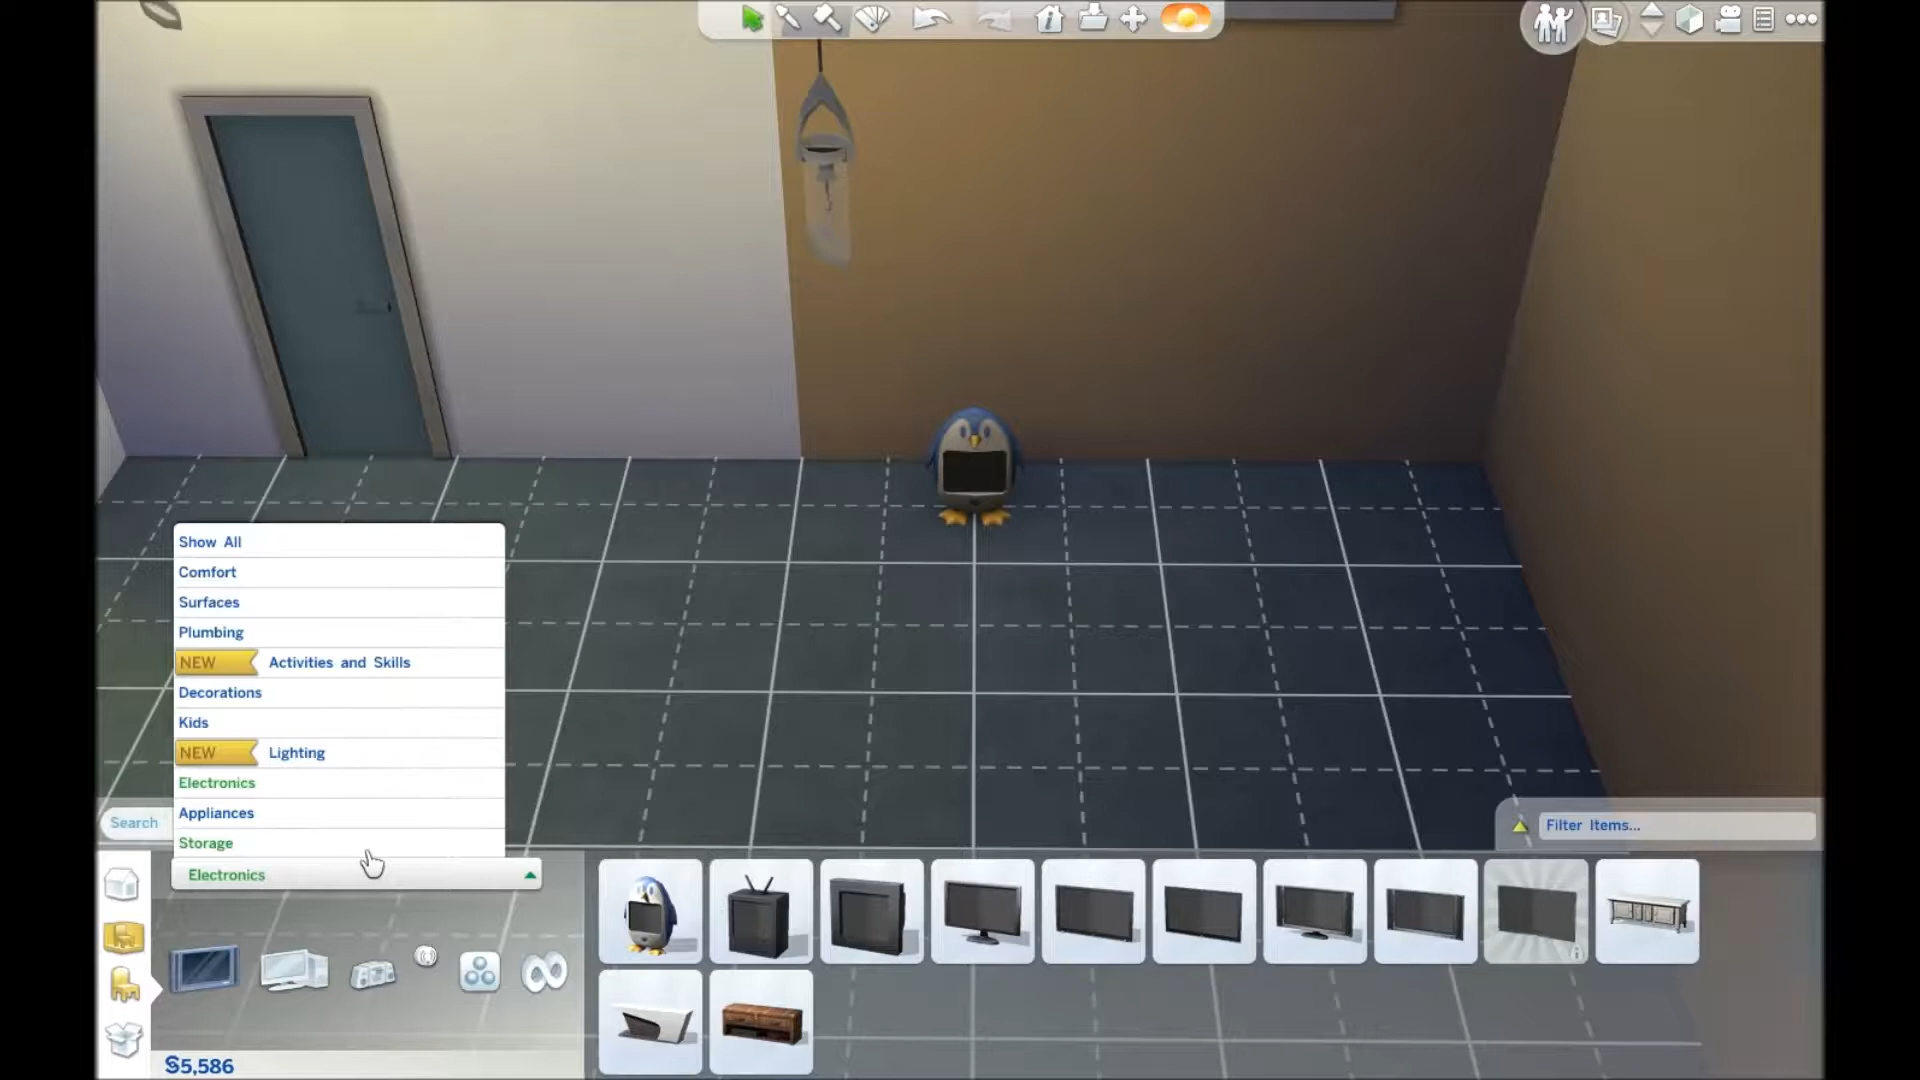 Show All
Comfort
Surfaces
Plumbing
NEW Activities and Skills
Decorations
Kids
NEW Lighting
Electronics
Appliances
Storage
Search
Electronics
Filter Items...
§5,586